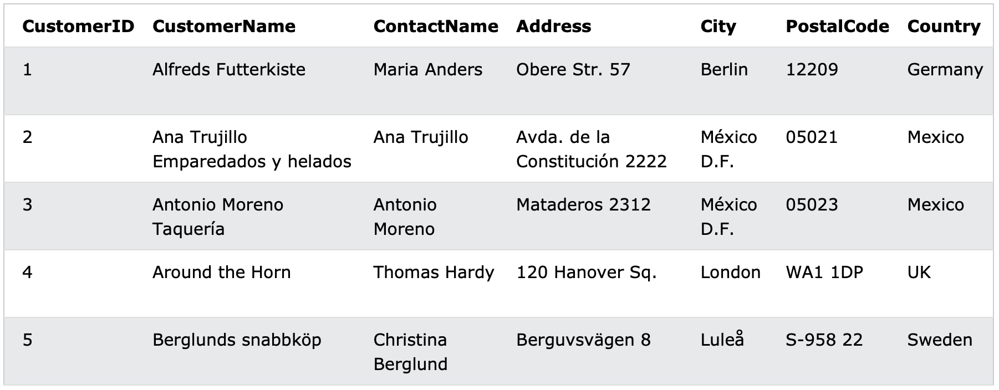 CustomerID CustomerName ContactName Address City PostalCode Country
1 Alfreds Futterkiste Maria Anders Obere Str. 57 Berlin 12209 Germany
2 Ana Trujillo Ana Trujillo Avda. de la México 05021 Mexico
Emparedados y helados Constitución 2222 D.F.
3 Antonio Moreno Antonio Mataderos 2312 México 05023 Mexico
Taquería Moreno D.F.
4 Around the Horn Thomas Hardy 120 Hanover Sq. London WA1 1DP UK
5 Berglunds snabbköp Christina Berguvsvägen 8 Luleå S-958 22 Sweden
Berglund